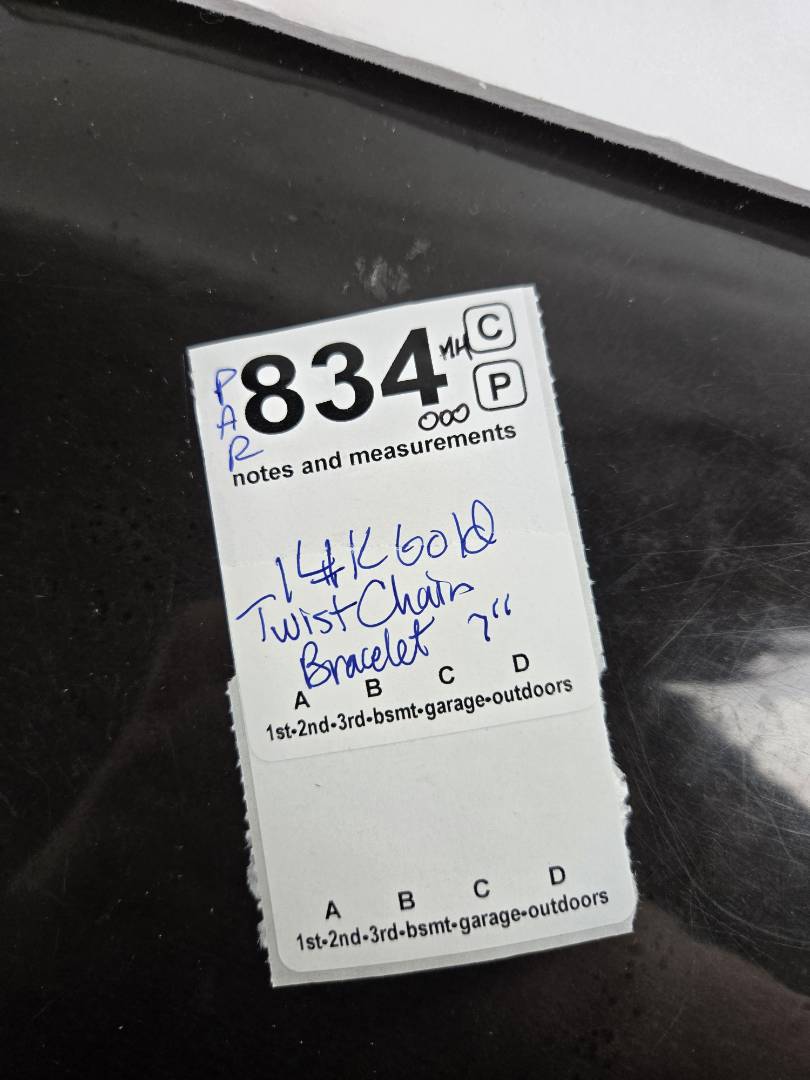 PAR 834 MH C
P
000
notes and measurements
14K Gold
Twist Chain
Bracelet 7"
A B C D
1st-2nd-3rd-bsmt-garage-outdoors
A B C D
1st-2nd-3rd-bsmt-garage-outdoors